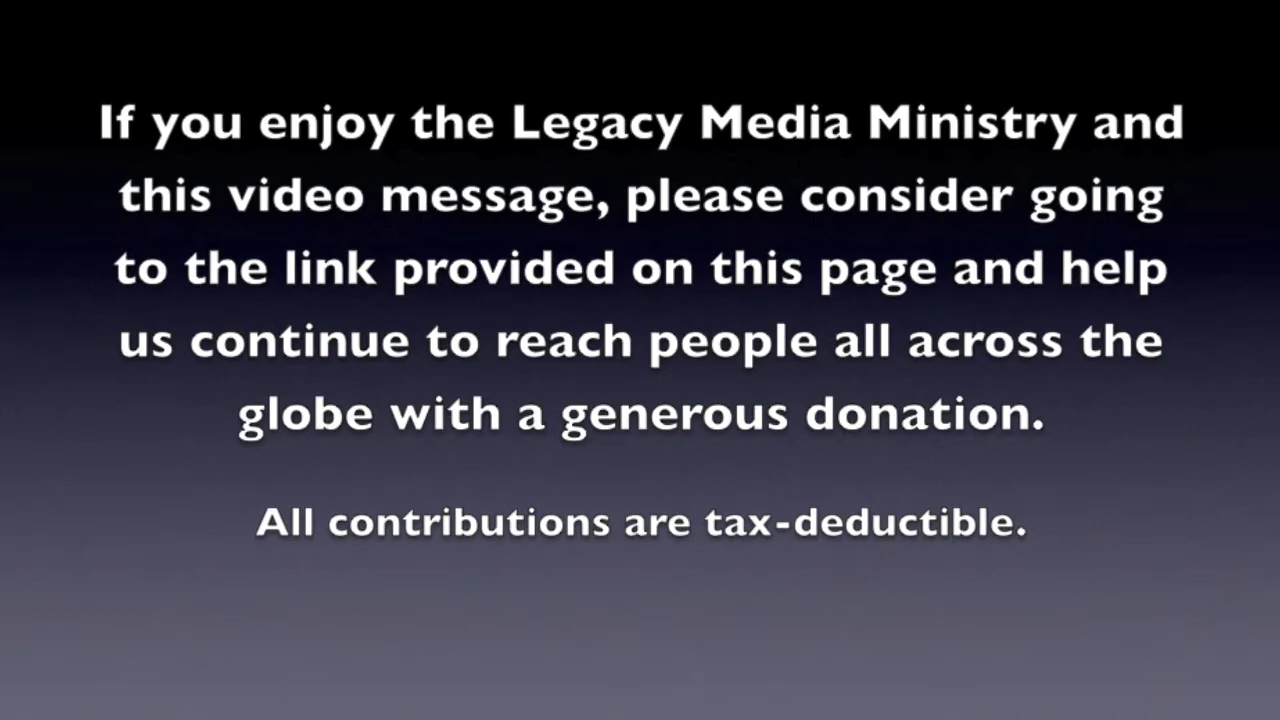 If you enjoy the Legacy Media Ministry and
this video message, please consider going
to the link provided on this page and help
us continue to reach people all across the
globe with a generous donation.
All contributions are tax-deductible.